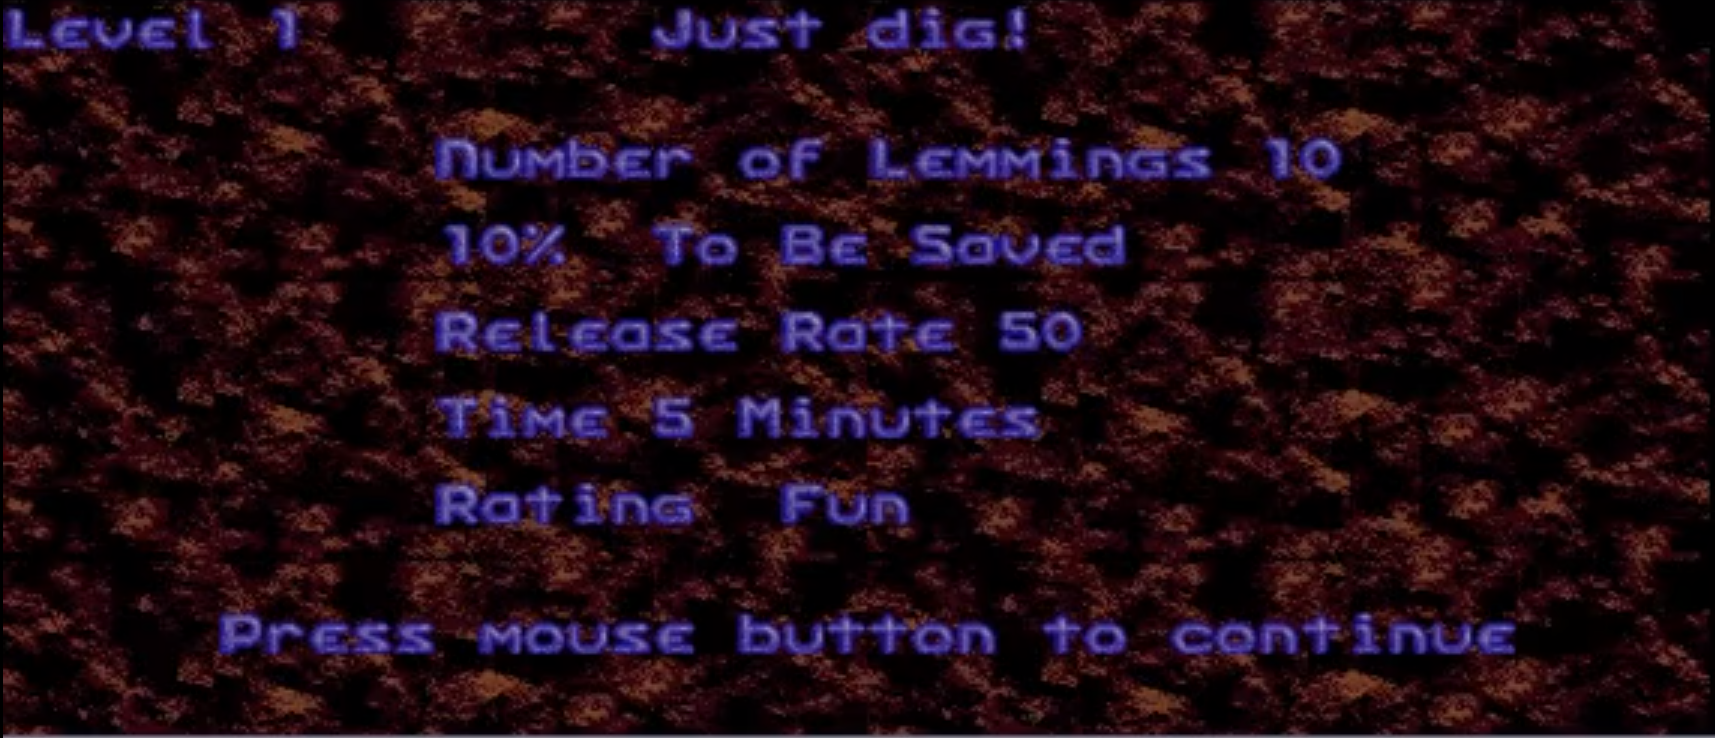 Level 1 Just dig!
Number of Lemmings 10
10% To Be Saved
Release Rate 50
Time 5 Minutes
Rating Fun
Press mouse button to continue